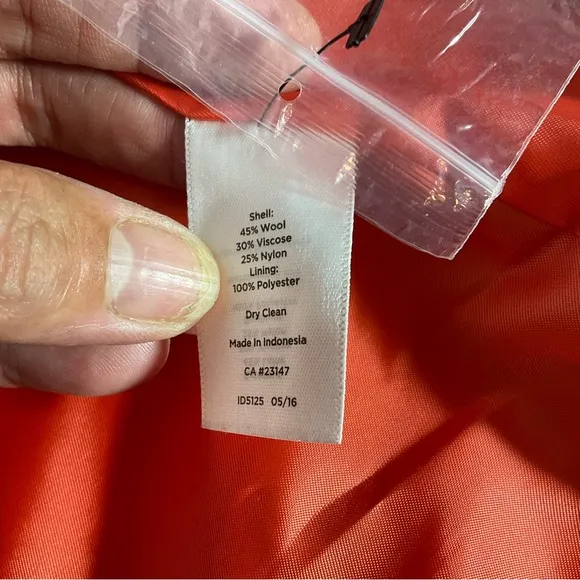 Shell:
45% Wool
30% Viscose
25% Nylon
Lining:
100% Polyester
Dry Clean
Made In Indonesia
CA #23147
ID5125 05/16